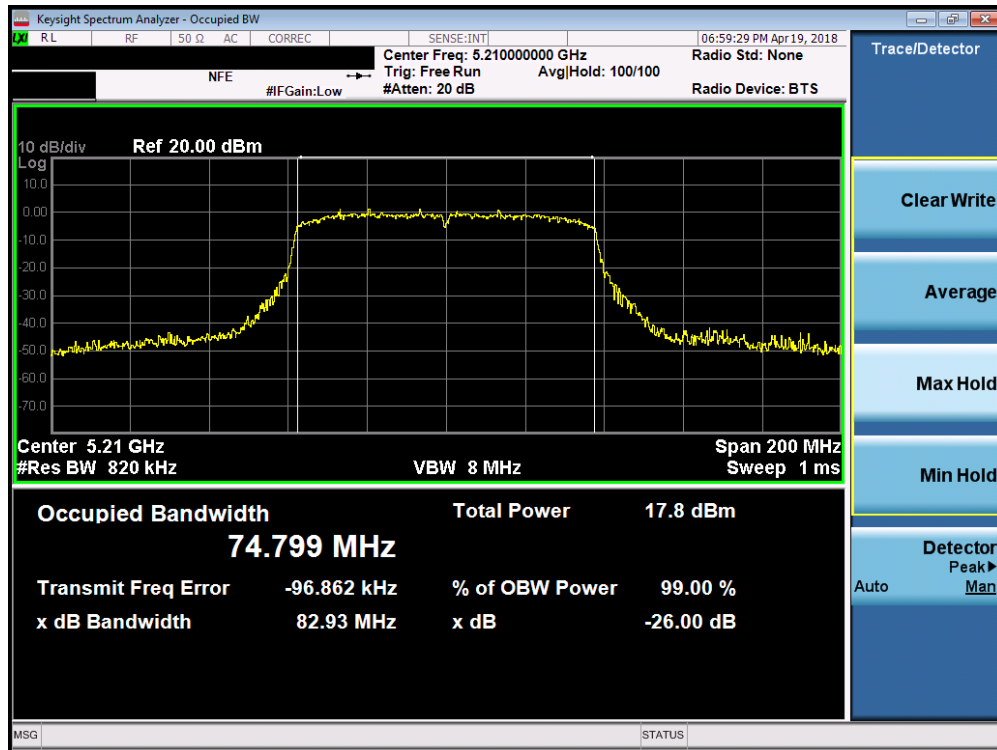 Keysight Spectrum Analyzer - Occupied BW
LXI RL RF 50 Ω AC CORREC SENSE:INT 06:59:29 PM Apr 19, 2018
Center Freq: 5.210000000 GHz Radio Std: None
NFE Trig: Free Run Avg|Hold: 100/100
#IFGain:Low #Atten: 20 dB Radio Device: BTS
Trace/Detector
10 dB/div Ref 20.00 dBm
Log
10.0
0.00
-10.0
-20.0
-30.0
-40.0
-50.0
-60.0
-70.0
Center 5.21 GHz Span 200 MHz
#Res BW 820 kHz VBW 8 MHz Sweep 1 ms
Occupied Bandwidth Total Power 17.8 dBm
74.799 MHz
Transmit Freq Error -96.862 kHz % of OBW Power 99.00 %
x dB Bandwidth 82.93 MHz x dB -26.00 dB
Clear Write
Average
Max Hold
Min Hold
Detector
Peak▶
Auto Man
MSG STATUS